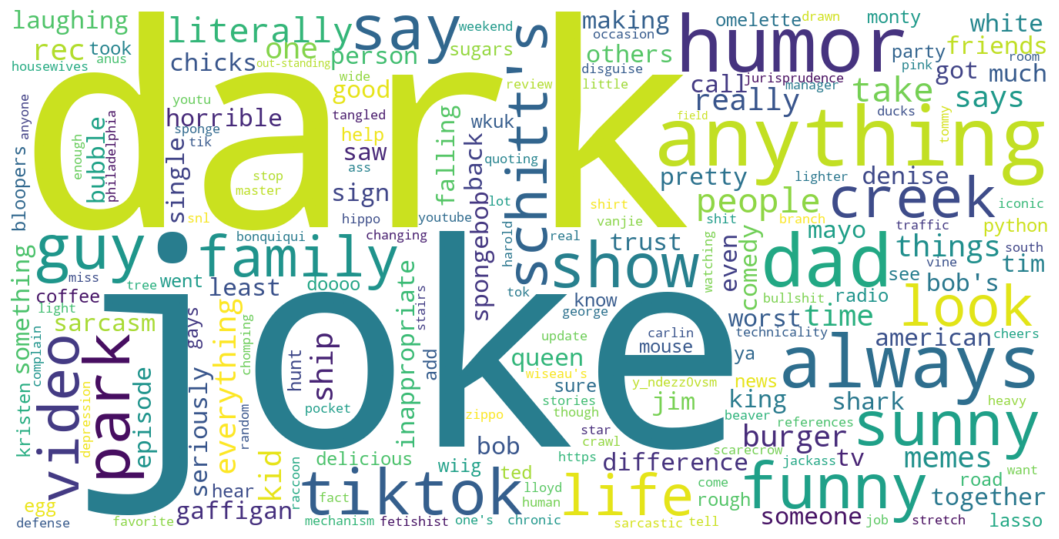 laughing
literally
say
weekend
making
occasion
omelette
drawn
monty
white
rec
took
one
person
sugars
others
humor
party
friends
housewives
anus
chicks
out-standing
wide
good
review
disguise
little
call
jurisprudence
really
manager
pink
got
room
much
dark
schitt's
take
says
youtu
horrible
tangled
help
falling
wkuk
field
ducks
tommy
anything
anyone
bloopers
enough
bubble
philadelphia
sponge
tik
single
stop
master
saw
ass
sign
back
spongebob
quoting
lot
pretty
lighter
denise
people
creek
iconic
snl
hippo
youtube
shirt
vanjie
shit
branch
traffic
python
guy
bonquiqui
changing
harold
real
trust
mayo
south
family
show
watching
even
comedy
dad
things
vine
tim
something
miss
tree
went
least
doooo
stairs
tok
know
george
see
bob's
bullshit
radio
coffee
light
sarcasm
gays
chomping
everything
inappropriate
joke
worst
time
look
technicality
american
cheers
kristen
complain
video
park
depression
episode
seriously
random
hunt
ship
add
update
queen
wiseau's
carlin
mouse
ya
always
pocket
zippo
stories
sure
y_ndezz0vsm
jim
news
king
shark
heavy
though
star
beaver
references
sunny
bob
crawl
burger
scarecrow
kid
delicious
wiig
ted
https
difference
tv
memes
jackass
road
hear
raccoon
tiktok
lloyd
human
life
come
rough
funny
want
together
egg
gaffigan
fact
defense
favorite
mechanism
fetishist
one's
chronic
sarcastic
tell
someone
job
stretch
lasso